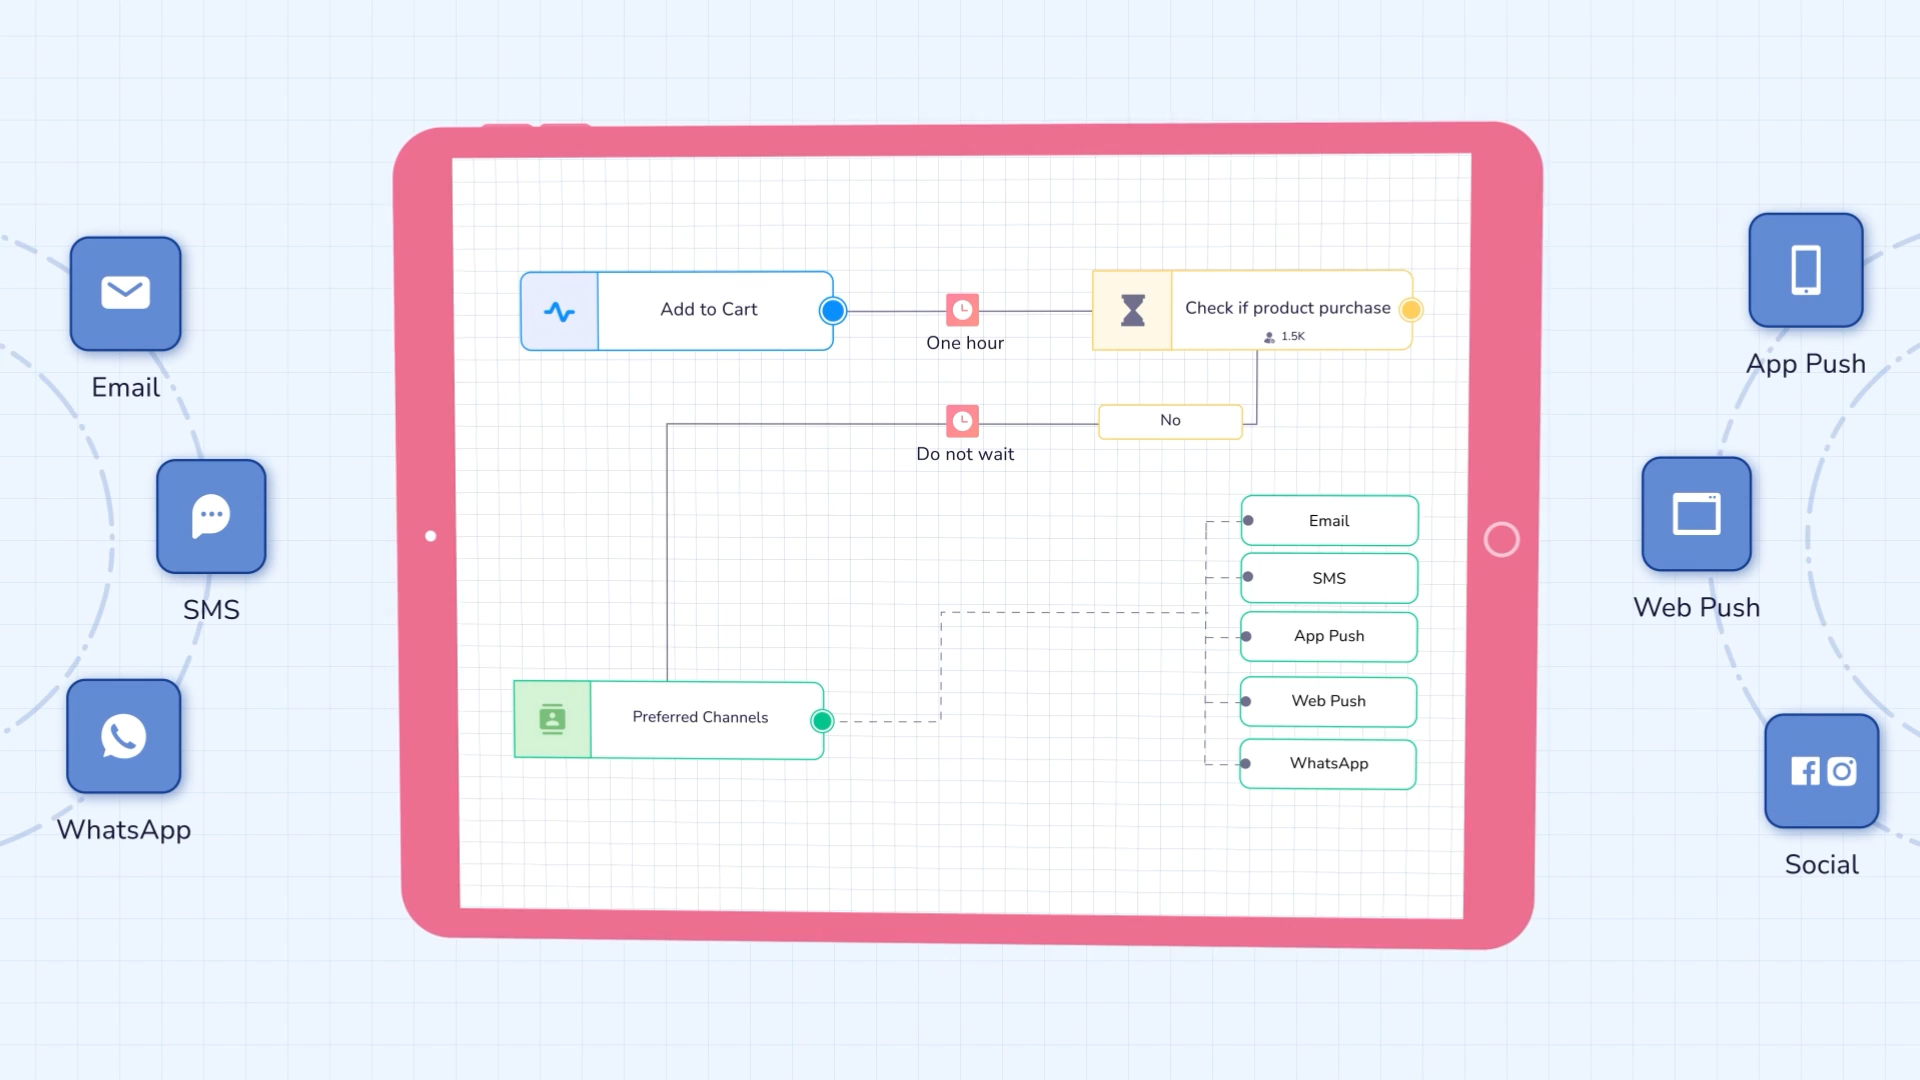 Email
SMS
WhatsApp
Add to Cart
One hour
Check if product purchase
1.5K
No
Do not wait
Preferred Channels
Email
SMS
App Push
Web Push
WhatsApp
App Push
Web Push
Social